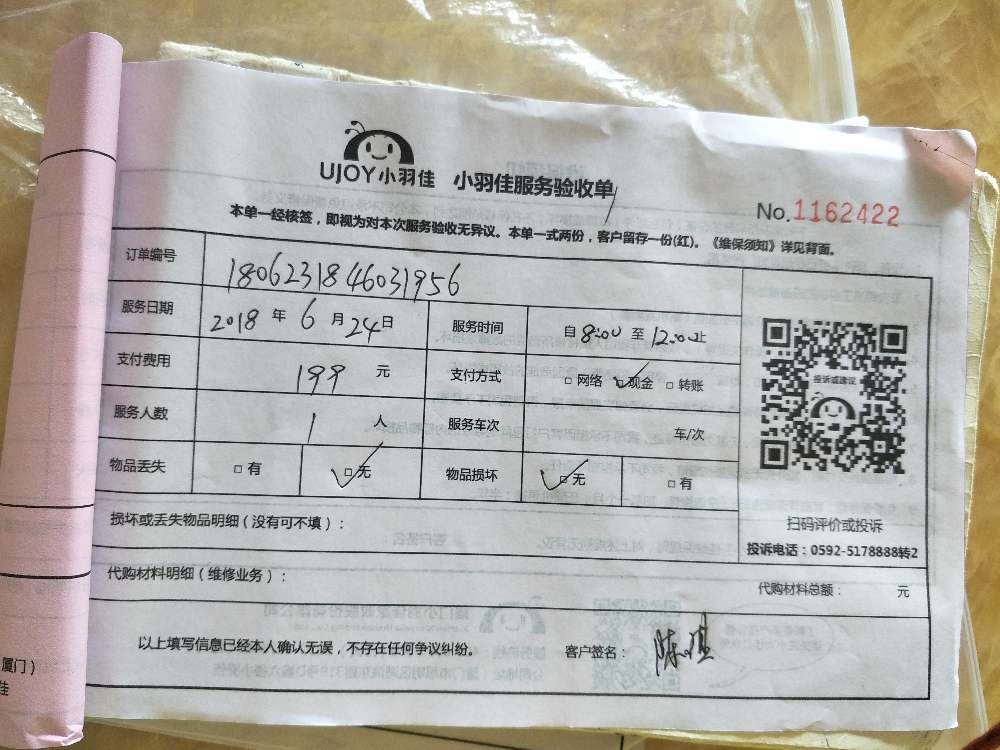 UJOY小羽佳 小羽佳服务验收单
No.1162422
本单一经核签，即视为对本次服务验收无异议。本单一式两份，客户留存一份(红)。《维保须知》详见背面。
订单编号 1806231846031956
服务日期 2018 年 6 月 24日 服务时间 自 8:00 至 12:00止
支付费用 199 元 支付方式 □ 网络 ✓现金 □ 转账
服务人数 1 人 服务车次 车/次
物品丢失 □ 有 □✓无 物品损坏 □✓无 □ 有
投诉或建议
扫码评价或投诉
投诉电话：0592-5178888转2
损坏或丢失物品明细（没有可不填）：
代购材料明细（维修业务）： 代购材料总额： 元
以上填写信息已经本人确认无误，不存在任何争议纠纷。 客户签名：
厦门）
佳